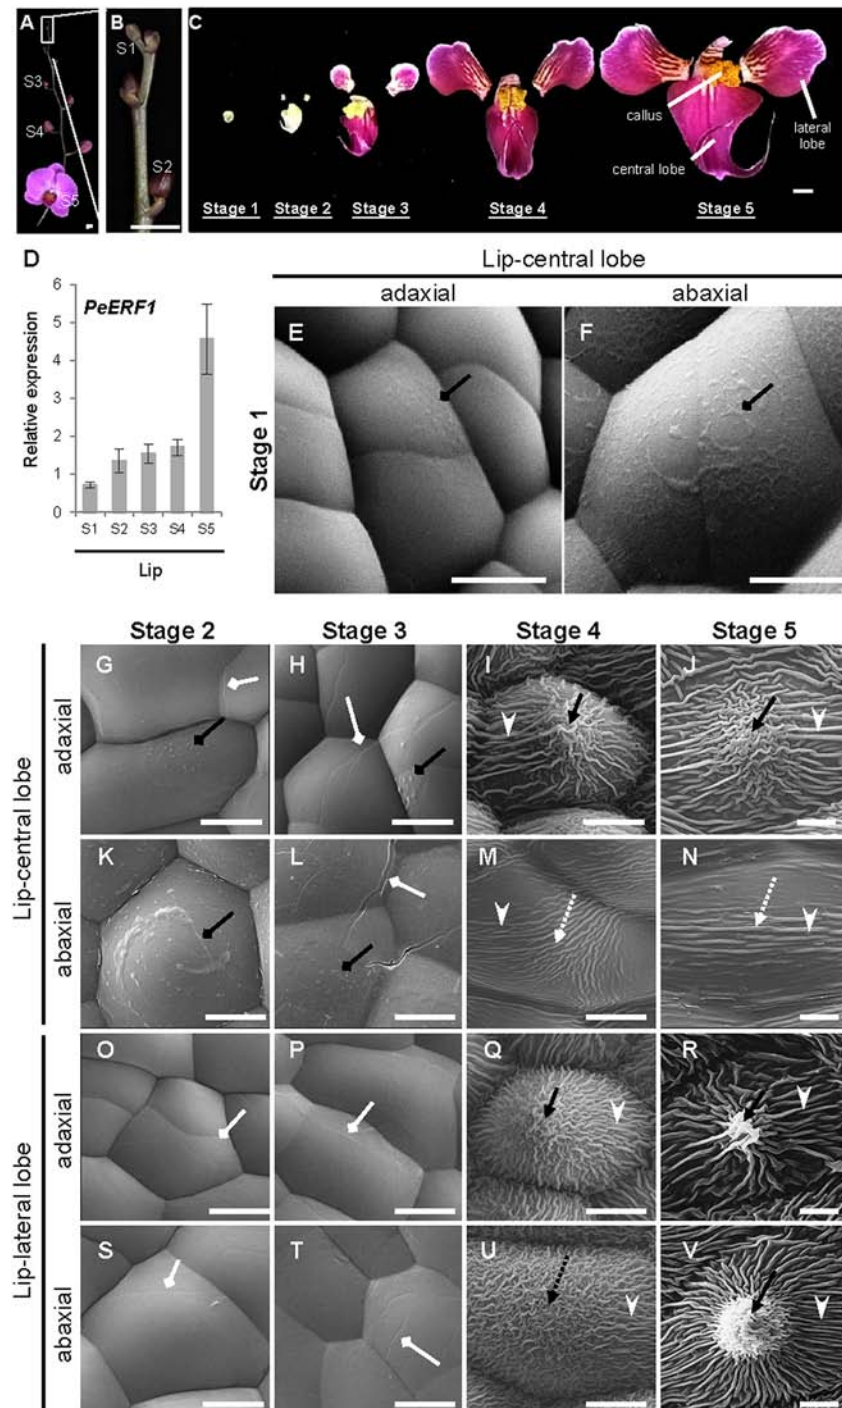 A
S3
S4
S5
B
S1
S2
C
callus
central lobe
lateral lobe
Stage 1
Stage 2
Stage 3
Stage 4
Stage 5
D
PeERF1
Relative expression
6
5
4
3
2
1
0
S1
S2
S3
S4
S5
Lip
Lip-central lobe
adaxial
abaxial
Stage 1
E
F
Stage 2
Stage 3
Stage 4
Stage 5
Lip-central lobe
adaxial
G
H
I
J
abaxial
K
L
M
N
Lip-lateral lobe
adaxial
O
P
Q
R
abaxial
S
T
U
V